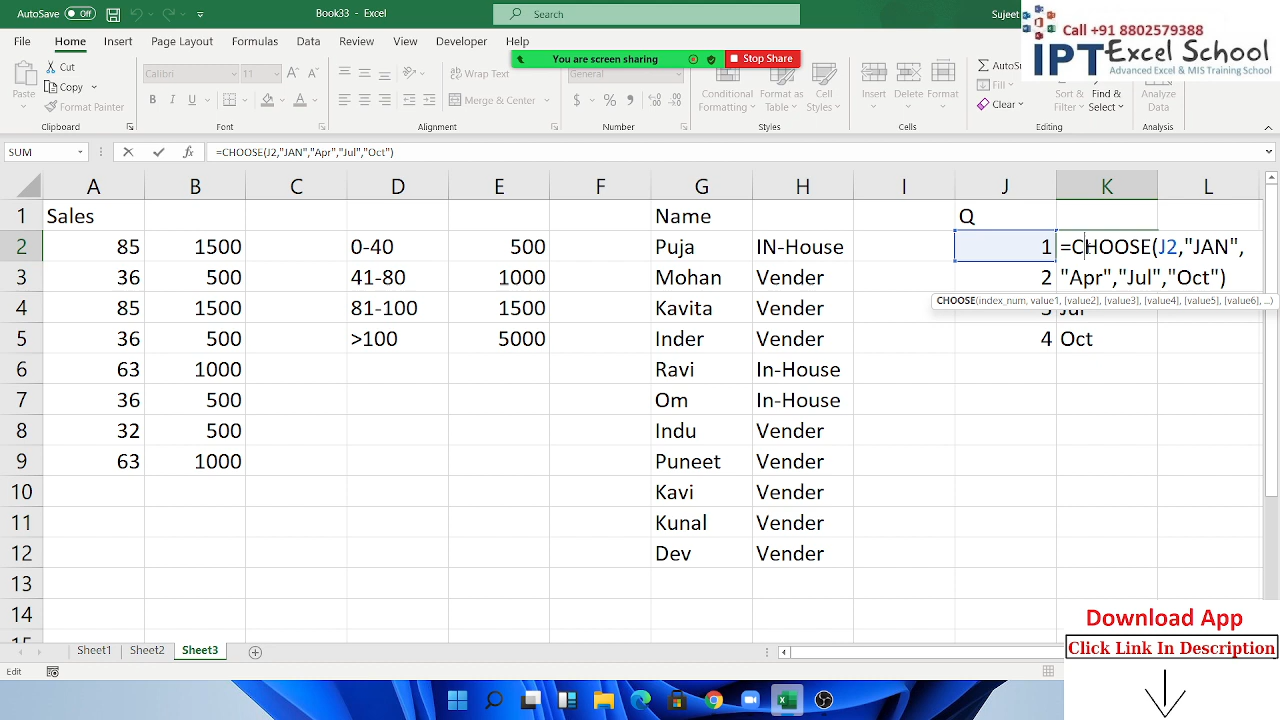 AutoSave Off Book33 - Excel Search Sujeet
Call +91 8802579388
IPT Excel School
Advanced Excel & MIS Training School
File Home Insert Page Layout Formulas Data View Developer Help
You are screen sharing Stop Share
Paste Cut Copy Format Painter
Calibri 11 B I U
Wrap Text Merge & Center
General $ % 9
Conditional Formatting Format as Table Cell Styles
Insert Delete Format
AutoSu Fill Clear
Sort & Filter Find & Select Analyze Data
Clipboard Font Alignment Number Styles Cells Editing Analysis
SUM fx =CHOOSE(J2,"JAN","Apr","Jul","Oct")
A B C D E F G H I J K L
1 Sales Name Q
2 85 1500 0-40 500 Puja IN-House 1 =CHOOSE(J2,"JAN",
3 36 500 41-80 1000 Mohan Vender 2 "Apr","Jul","Oct")
CHOOSE(index_num, value1, [value2], [value3], [value4], [value5], [value6], ...)
4 85 1500 81-100 1500 Kavita Vender 3 Jul
5 36 500 >100 5000 Inder Vender 4 Oct
6 63 1000 Ravi In-House
7 36 500 Om In-House
8 32 500 Indu Vender
9 63 1000 Puneet Vender
10 Kavi Vender
11 Kunal Vender
12 Dev Vender
13
14
15
Download App
Click Link In Description
Sheet1 Sheet2 Sheet3
Edit